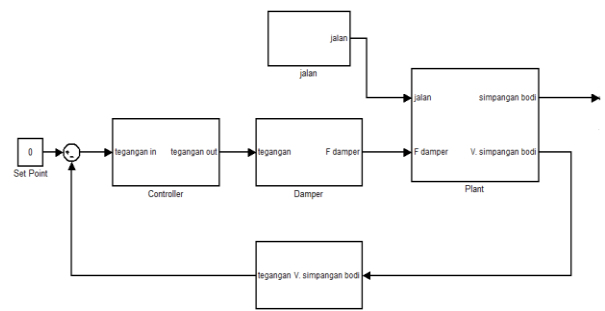 jalan
jalan
jalan
simpangan bodi
F damper
V. simpangan bodi
Plant
0
Set Point
tegangan in
tegangan out
Controller
tegangan
F damper
Damper
tegangan
V. simpangan bodi